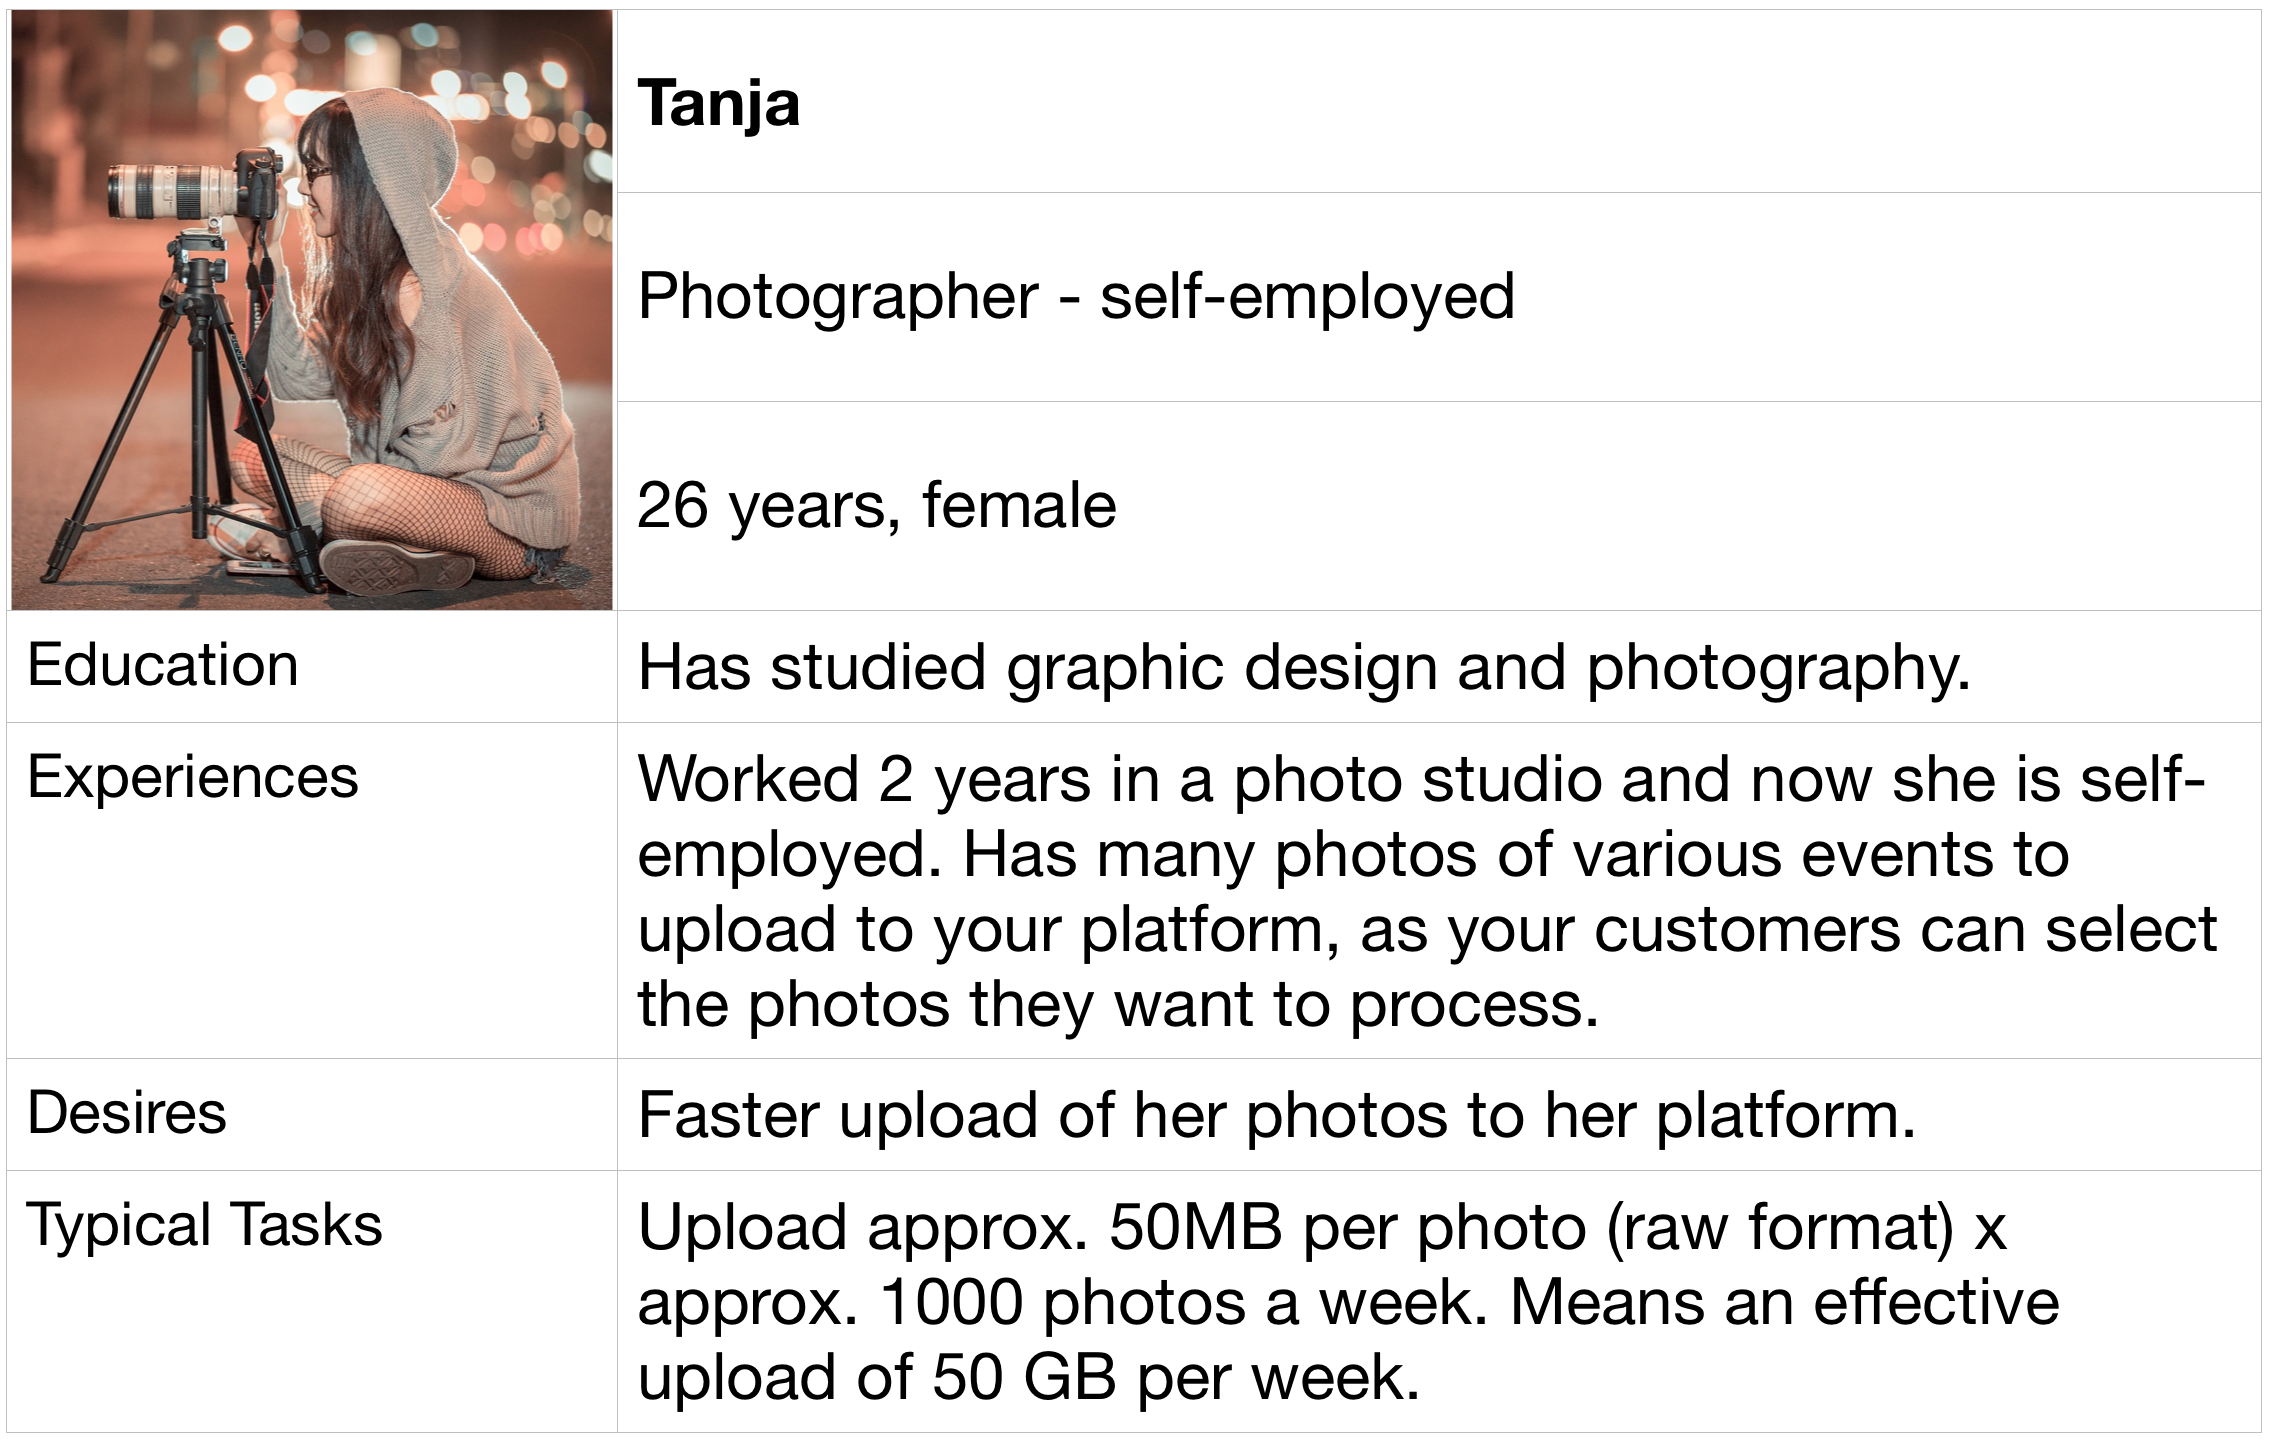 Tanja
Photographer - self-employed
26 years, female
Education
Has studied graphic design and photography.
Experiences
Worked 2 years in a photo studio and now she is self-
employed. Has many photos of various events to
upload to your platform, as your customers can select
the photos they want to process.
Desires
Faster upload of her photos to her platform.
Typical Tasks
Upload approx. 50MB per photo (raw format) x
approx. 1000 photos a week. Means an effective
upload of 50 GB per week.